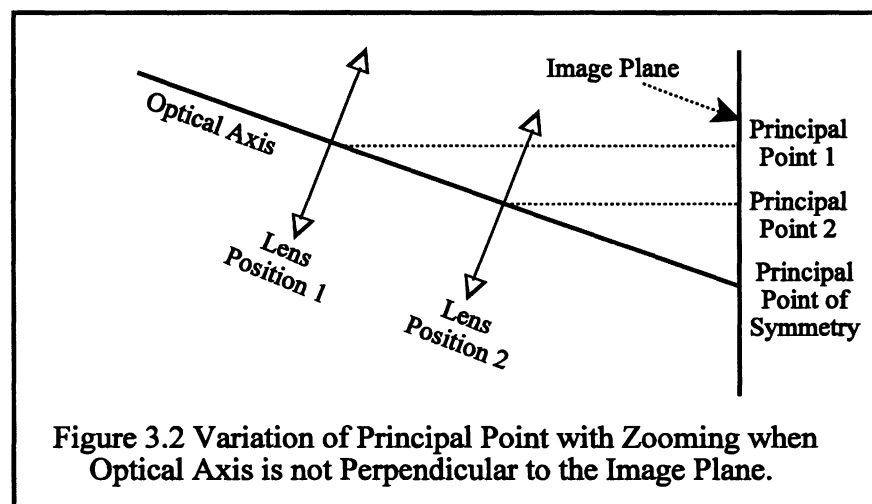 Image Plane
Optical Axis
Principal
Point 1
Principal
Point 2
Lens
Position 1
Principal
Point of
Symmetry
Lens
Position 2
Figure 3.2 Variation of Principal Point with Zooming when
Optical Axis is not Perpendicular to the Image Plane.